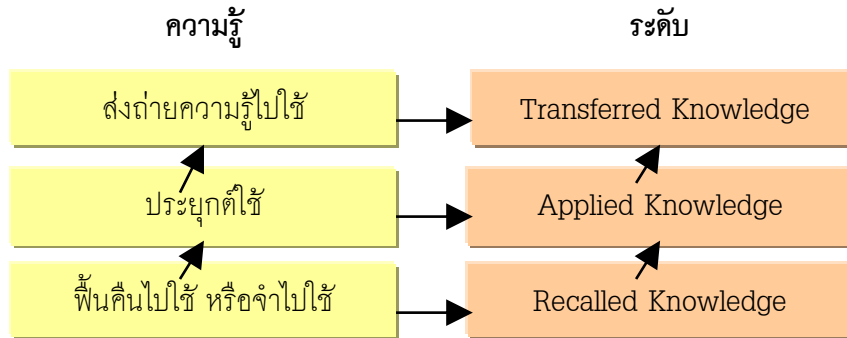 ความรู้ ระดับ
ส่งถ่ายความรู้ไปใช้ Transferred Knowledge
ประยุกต์ใช้ Applied Knowledge
ฟื้นคืนไปใช้ หรือจำไปใช้ Recalled Knowledge